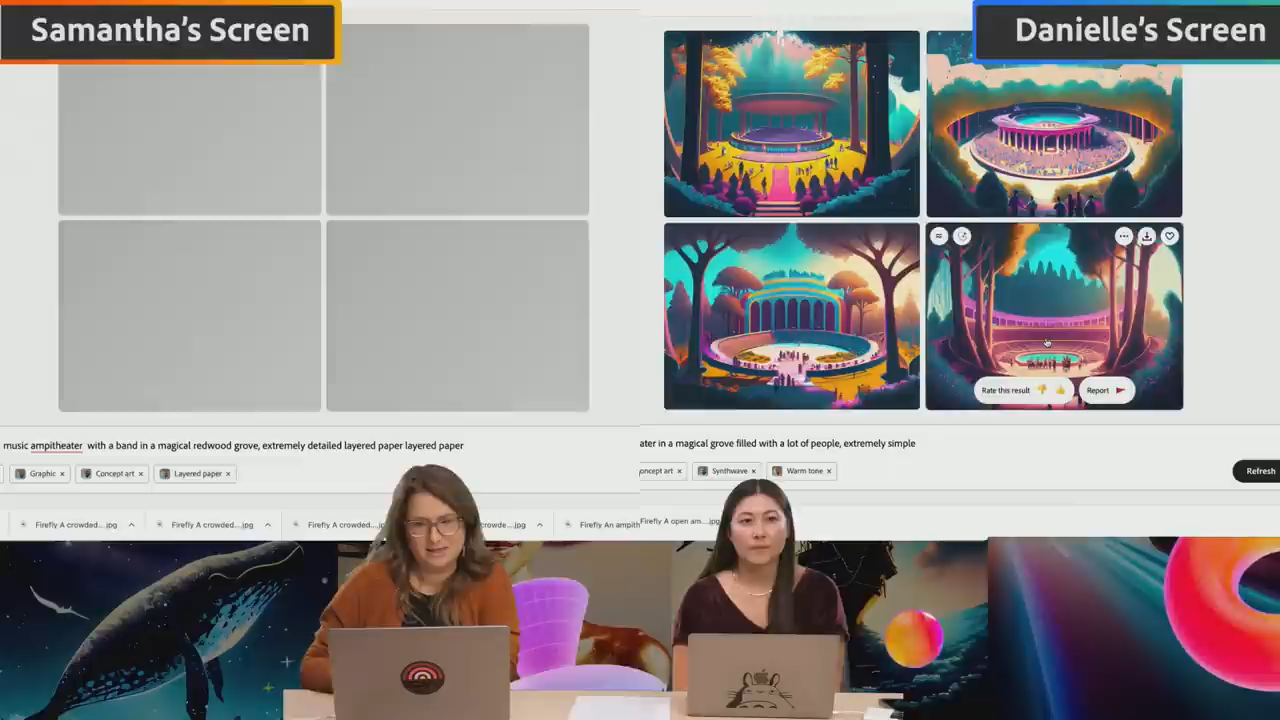 Samantha's Screen
Danielle's Screen
Rate this result
Report
music ampitheater with a band in a magical redwood grove, extremely detailed layered paper layered paper
ater in a magical grove filled with a lot of people, extremely simple
Graphic ×
Concept art ×
Layered paper ×
oncept art ×
Synthwave ×
Warm tone ×
Refresh
Firefly A crowded....jpg
Firefly A crowded....jpg
Firefly A crowded....jp
crowde...jpg
Firefly An ampith
Firefly A open am....jpg